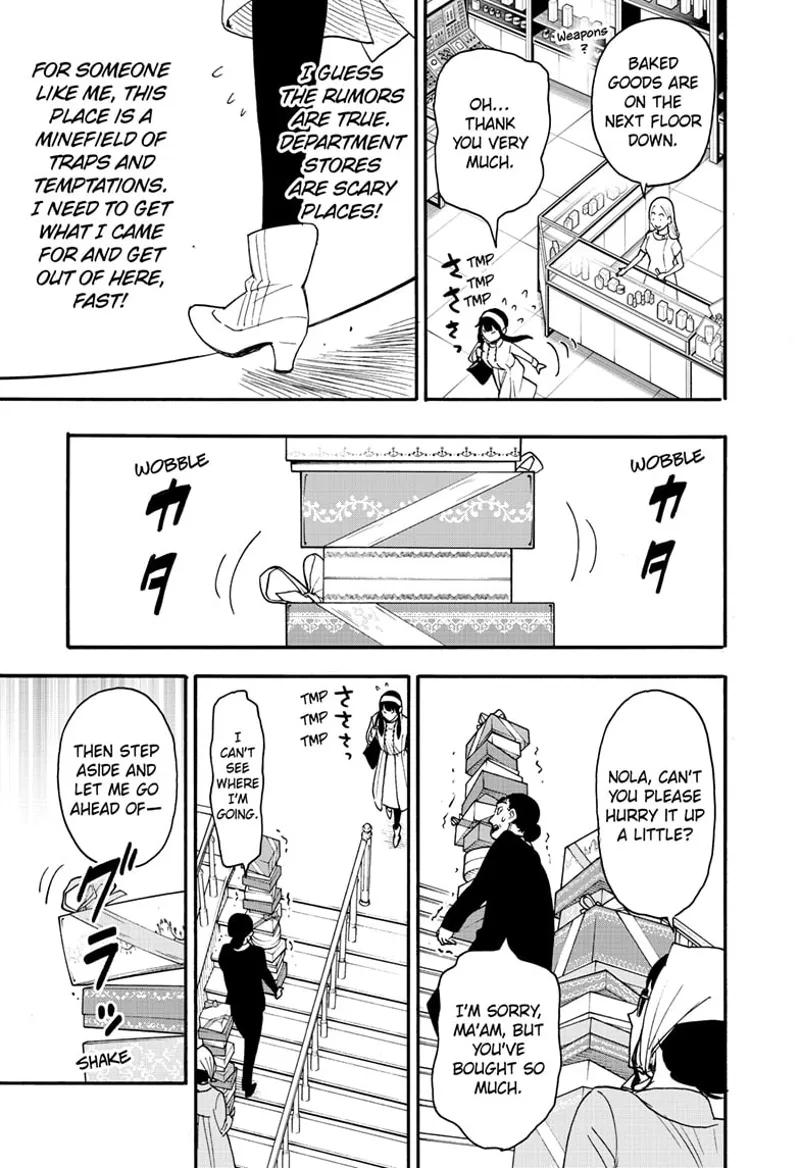 Weapons
?
BAKED
GOODS ARE
ON THE
NEXT FLOOR
DOWN.
OH...
THANK
YOU VERY
MUCH.
TMP
TMP
TMP
さささっ
I GUESS
THE RUMORS
ARE TRUE.
DEPARTMENT
STORES
ARE SCARY
PLACES!
FOR SOMEONE
LIKE ME, THIS
PLACE IS A
MINEFIELD OF
TRAPS AND
TEMPTATIONS.
I NEED TO GET
WHAT I CAME
FOR AND GET
OUT OF HERE,
FAST!
WOBBLE
カタ
WOBBLE
カタ
NOLA, CAN'T
YOU PLEASE
HURRY IT UP
A LITTLE?
I'M SORRY,
MA'AM, BUT
YOU'VE
BOUGHT SO
MUCH.
TMP
TMP
TMP
さささっ
I
CAN'T
SEE
WHERE
I'M
GOING.
THEN STEP
ASIDE AND
LET ME GO
AHEAD OF—
グラッ
SHAKE